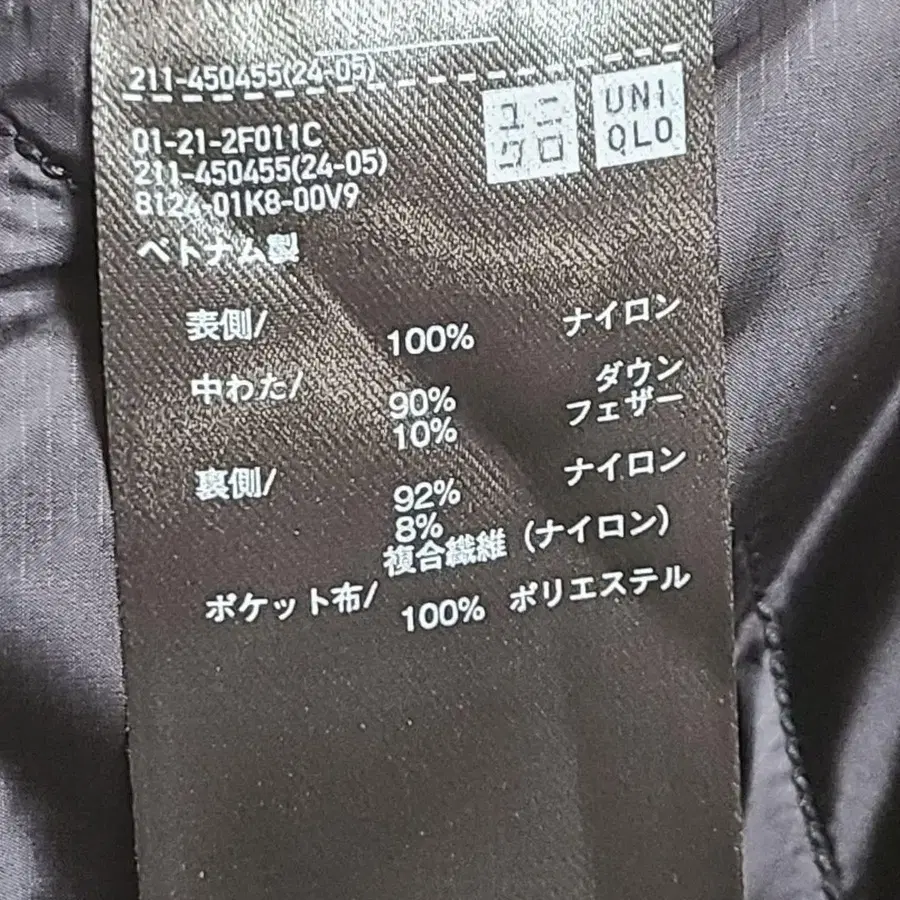 211-450455(24-05)
ユニ
クロ
UNI
QLO
01-21-2F011C
211-450455(24-05)
8124-01K8-00V9
ベトナム製
表側/
100% ナイロン
中わた/
90% ダウン
10% フェザー
裏側/
92% ナイロン
8%
複合繊維 (ナイロン)
ポケット布/
100% ポリエステル